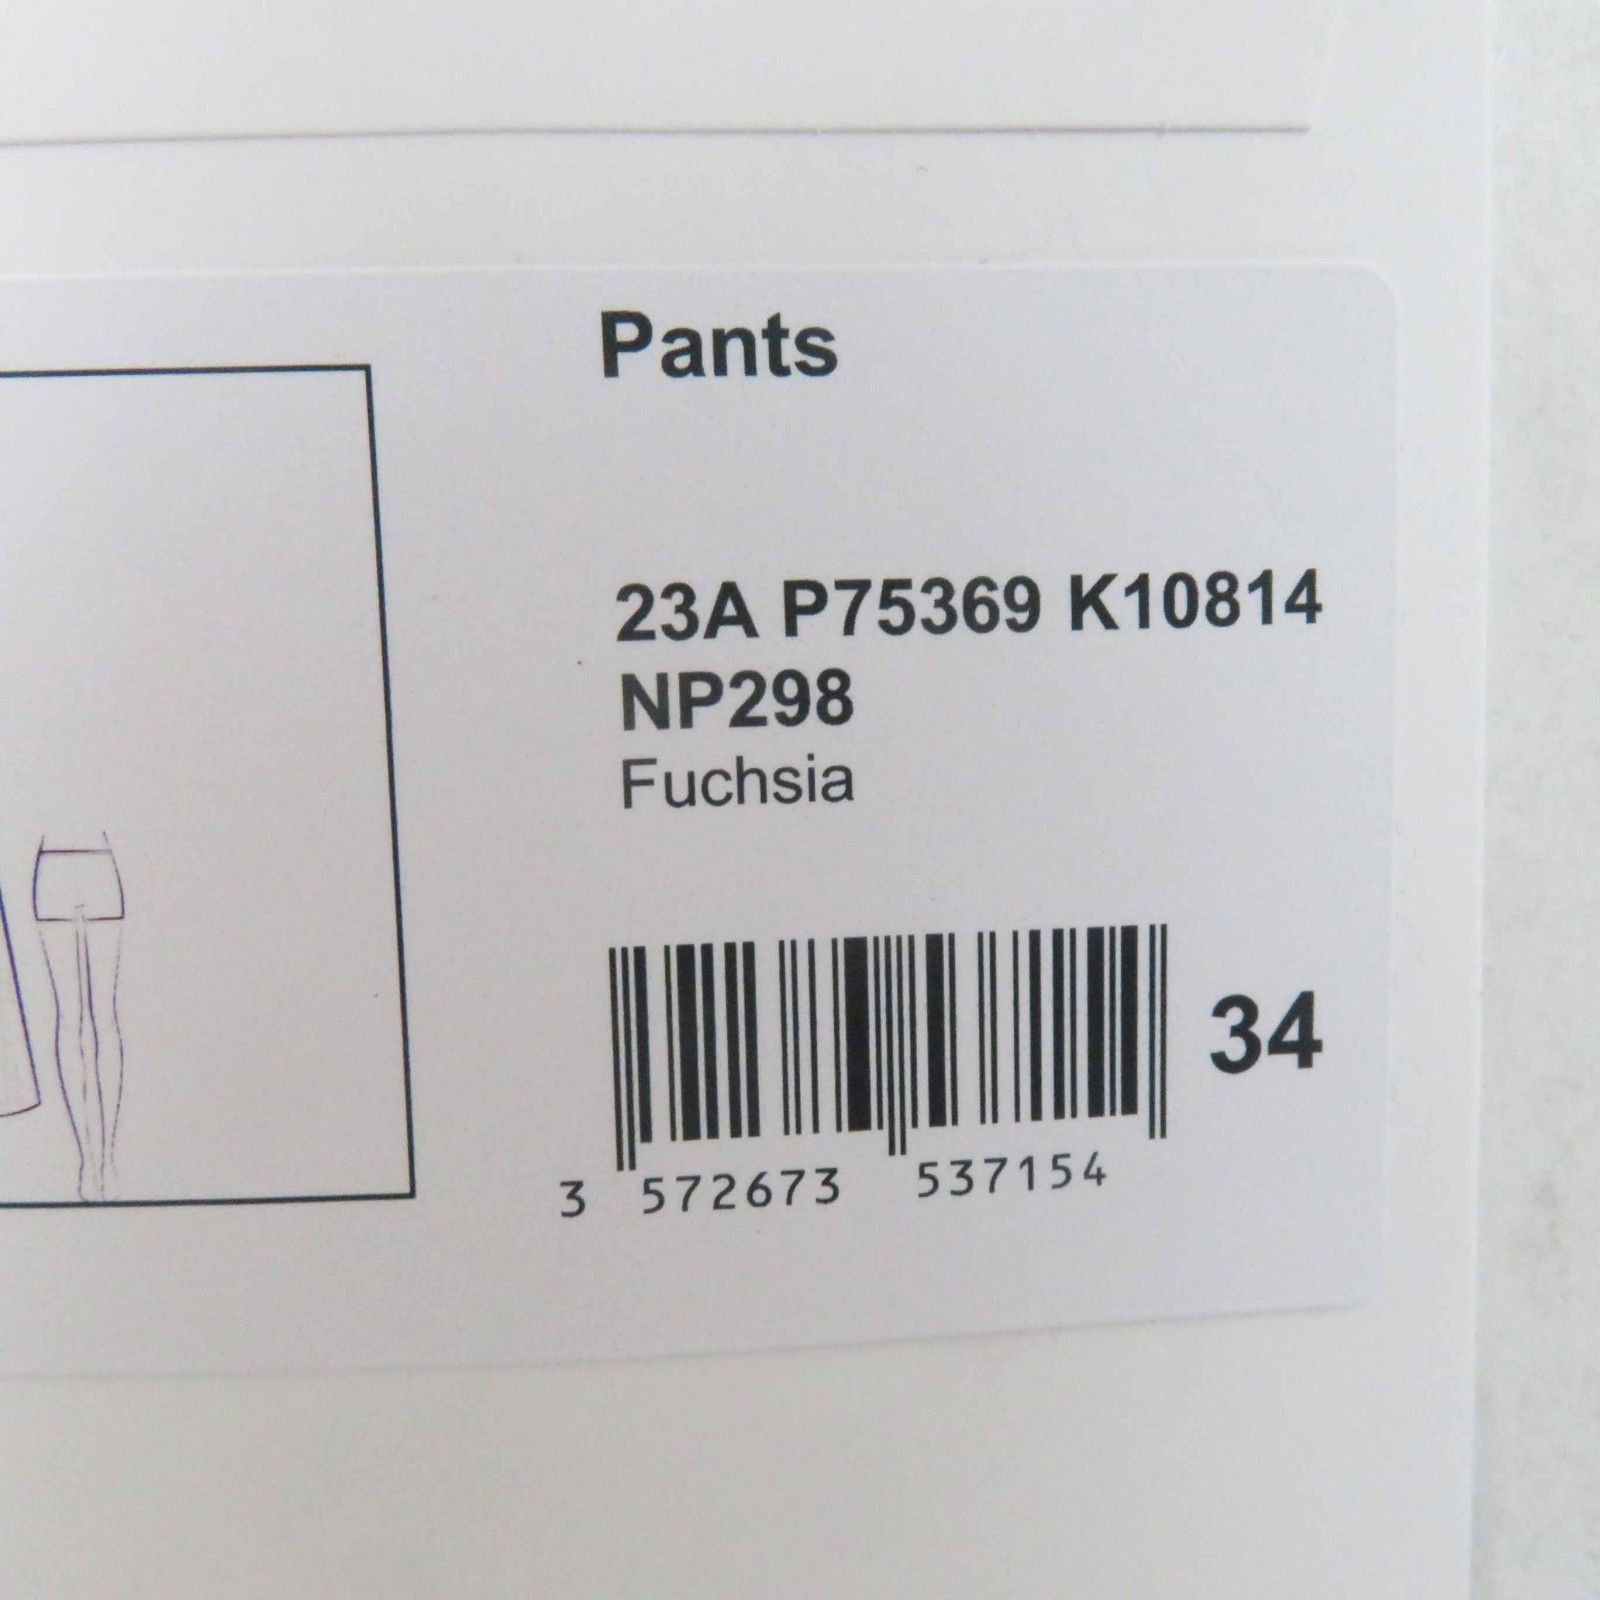 Pants
23A P75369 K10814
NP298
Fuchsia
34
3 572673 537154